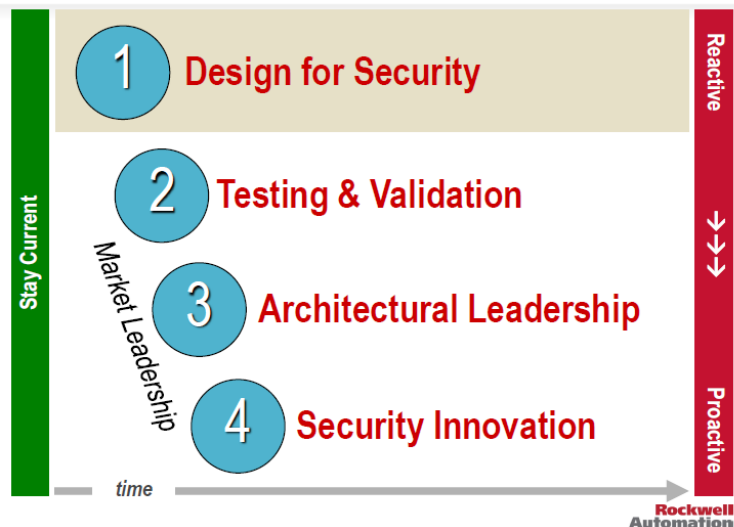 1 Design for Security
2 Testing & Validation
3 Architectural Leadership
4 Security Innovation
Stay Current
Market Leadership
time
Reactive
→→→
Proactive
Rockwell
Automation